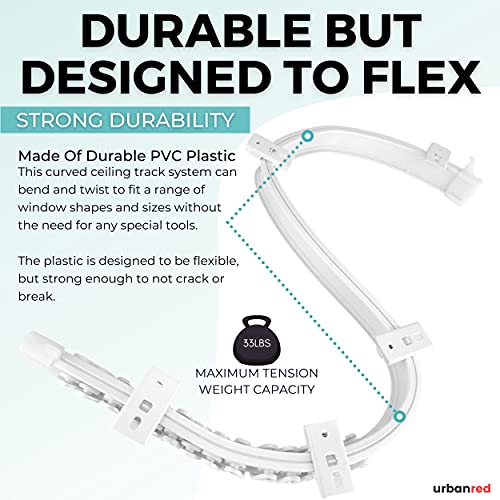 DURABLE BUT
DESIGNED TO FLEX
STRONG DURABILITY
Made Of Durable PVC Plastic
This curved ceiling track system can
bend and twist to fit a range of
window shapes and sizes without
the need for any special tools.
The plastic is designed to be flexible,
but strong enough to not crack or
break.
33LBS
MAXIMUM TENSION
WEIGHT CAPACITY
urbanred